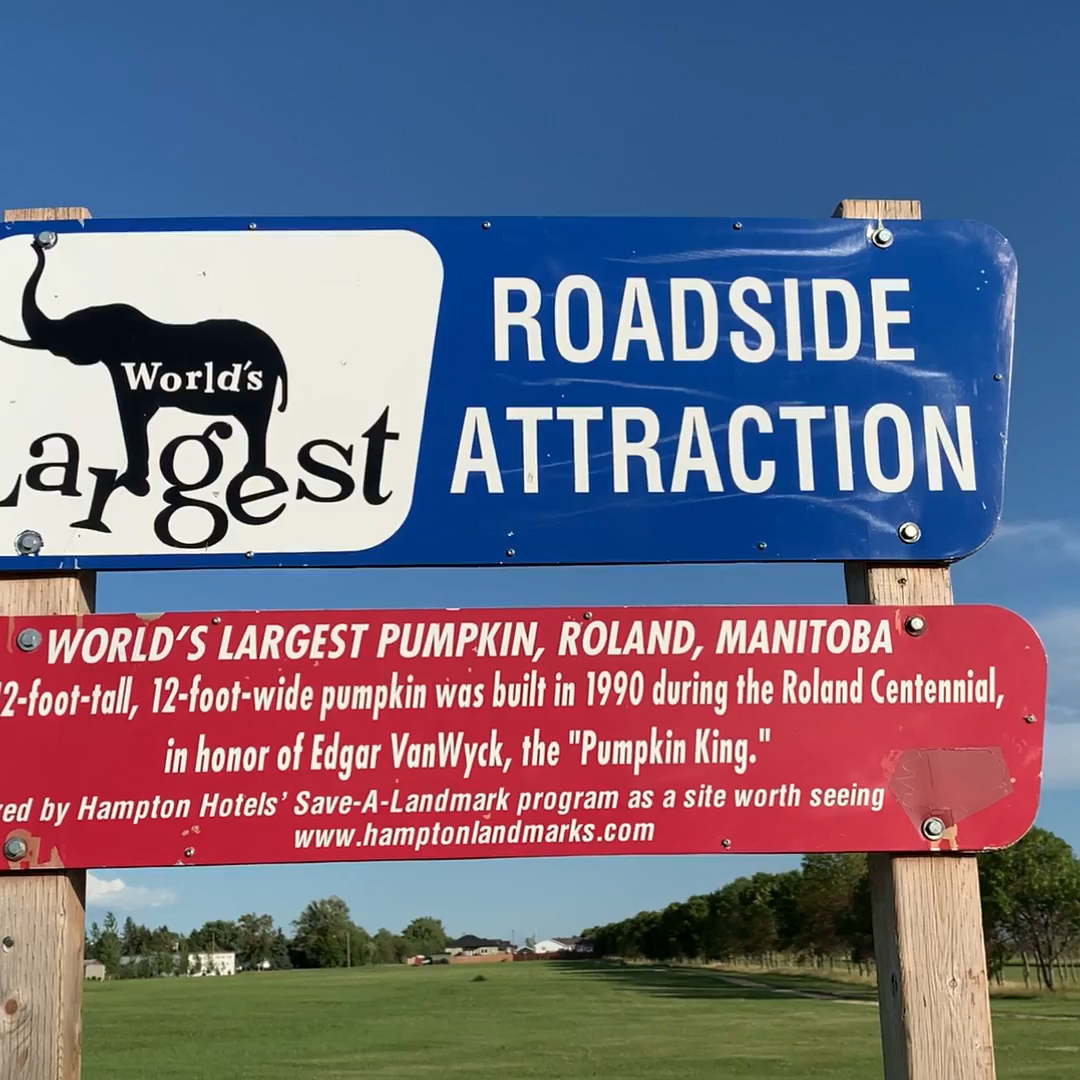 World's
Largest
ROADSIDE
ATTRACTION
WORLD'S LARGEST PUMPKIN, ROLAND, MANITOBA
2-foot-tall, 12-foot-wide pumpkin was built in 1990 during the Roland Centennial,
in honor of Edgar VanWyck, the "Pumpkin King."
ed by Hampton Hotels' Save-A-Landmark program as a site worth seeing
www.hamptonlandmarks.com